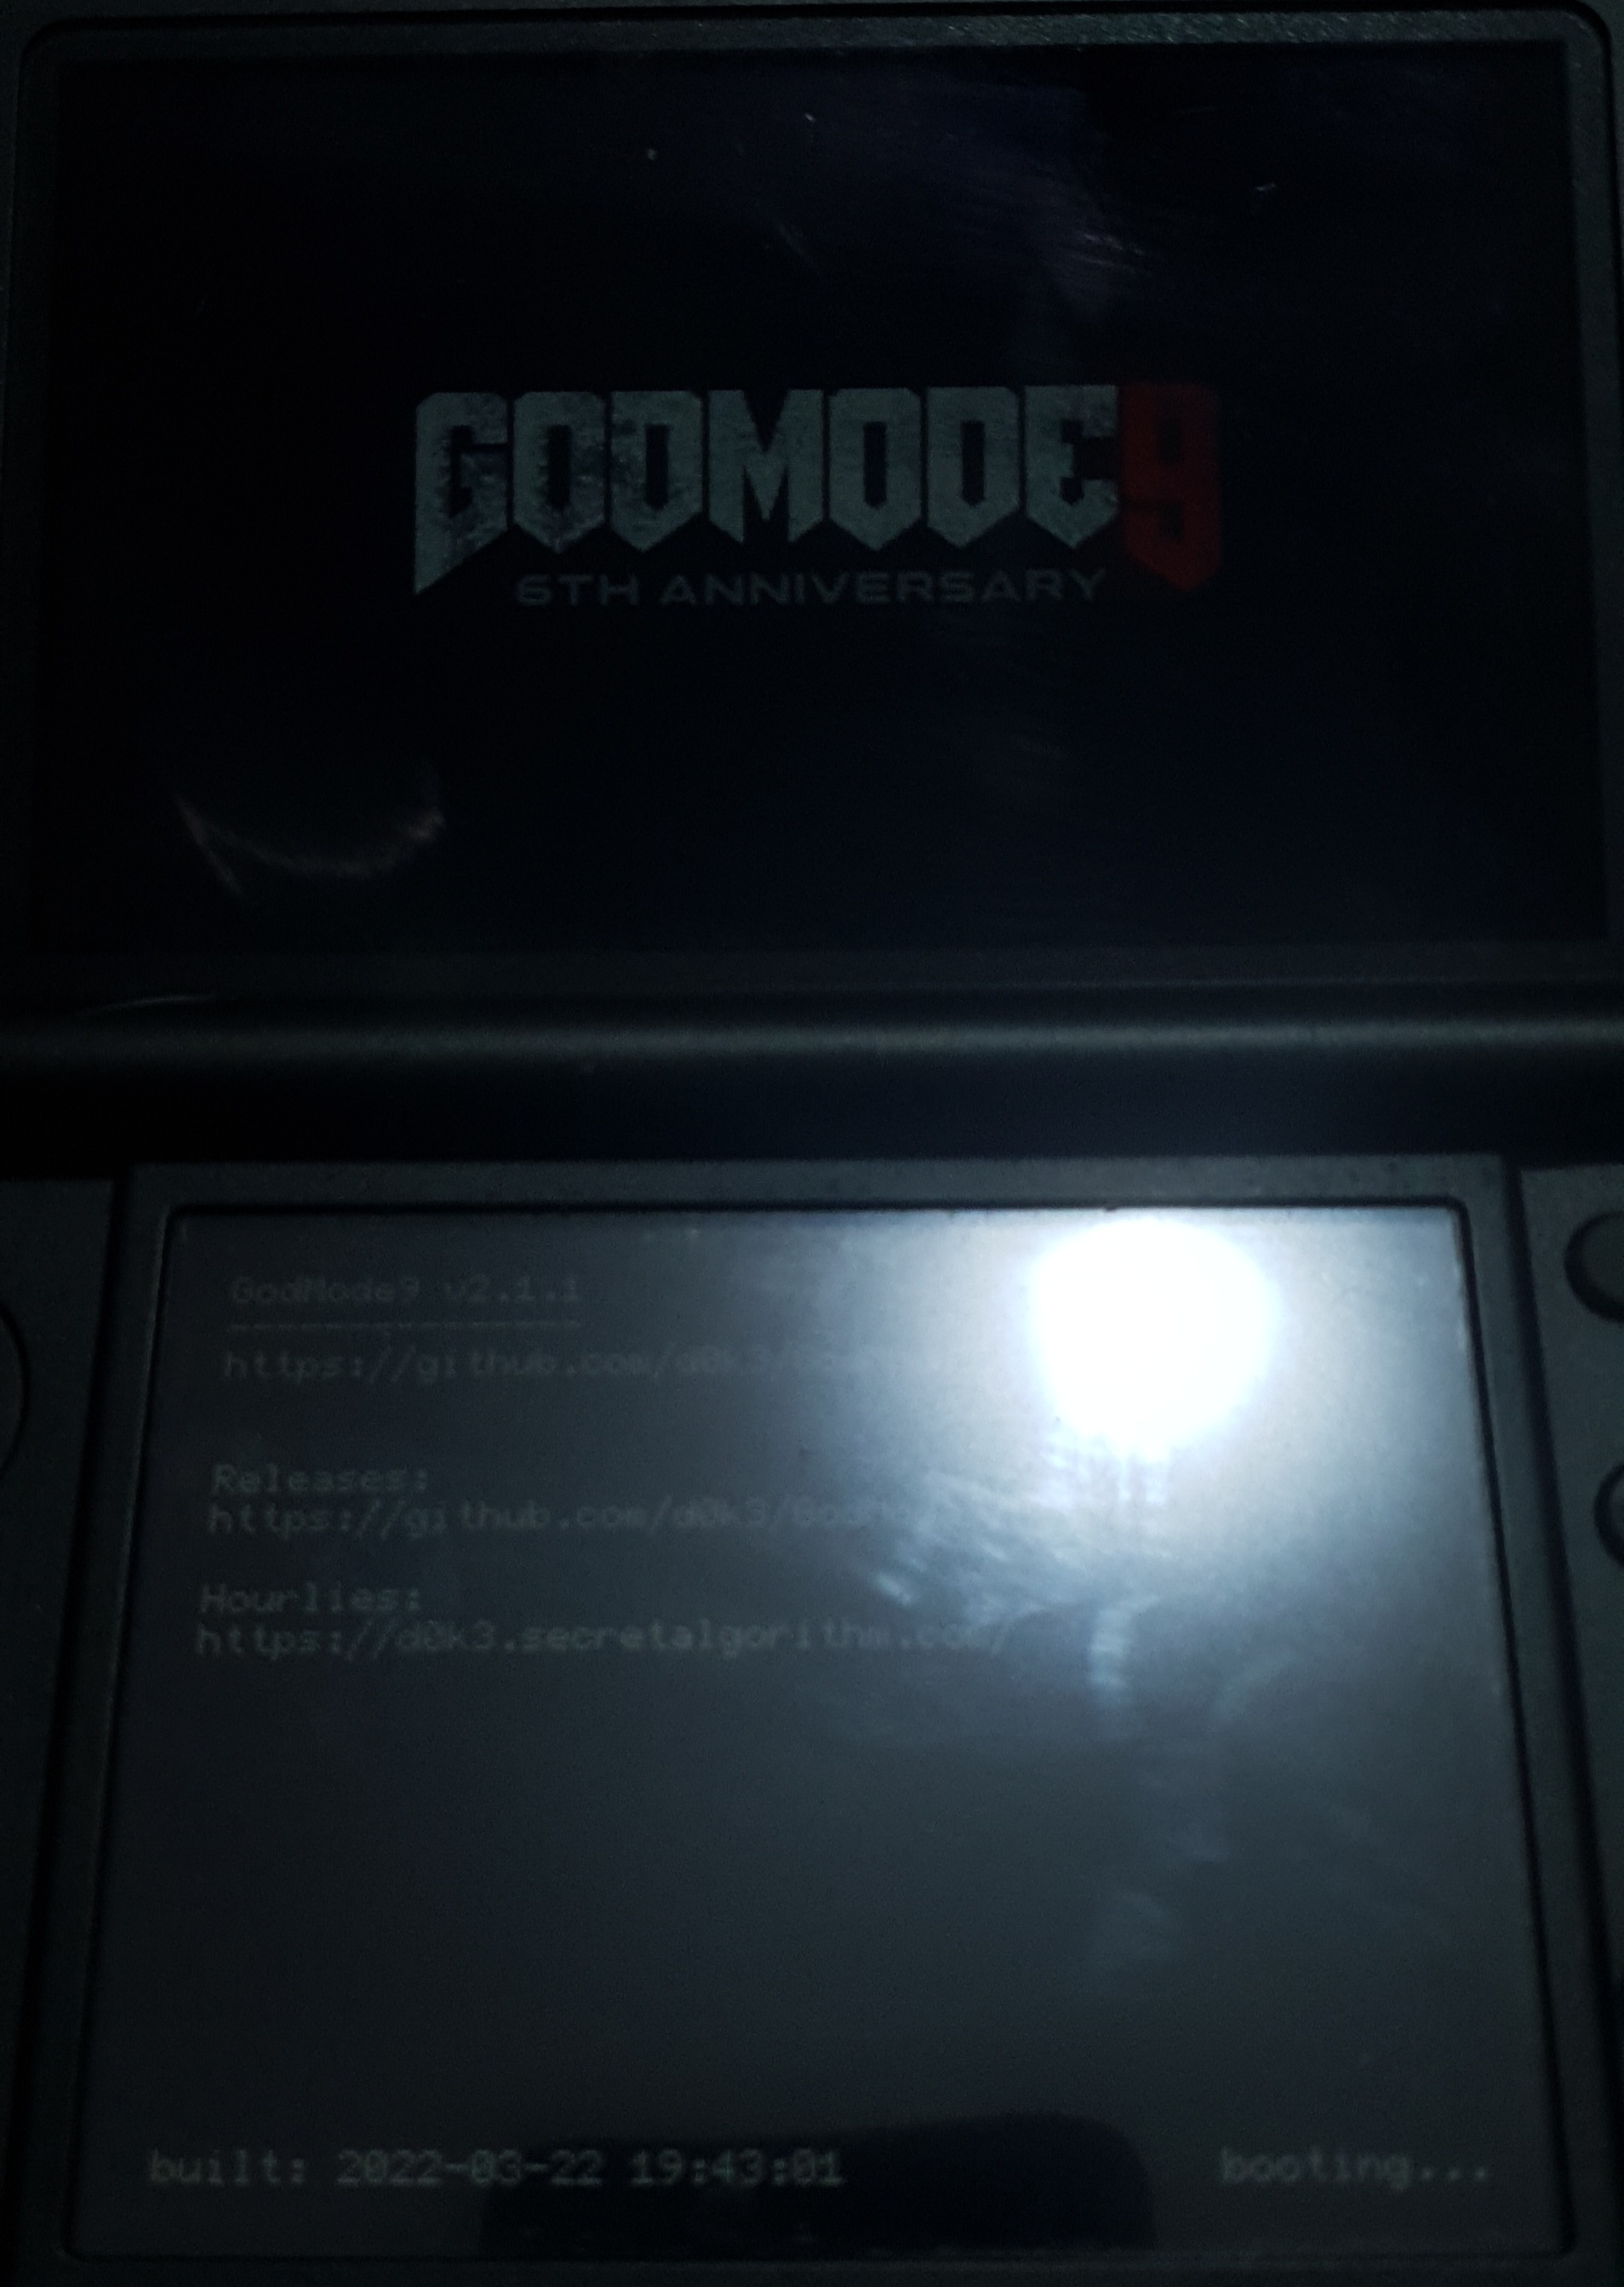 GODMODE9
6TH ANNIVERSARY
GodMode9 v2.1.1
--------------------
https://github.com/d0k3/
Releases:
https://github.com/d0k3/
Hourlies:
https://d0k3.secretalgorithm.com/
built: 2022-03-22 19:43:01
booting...